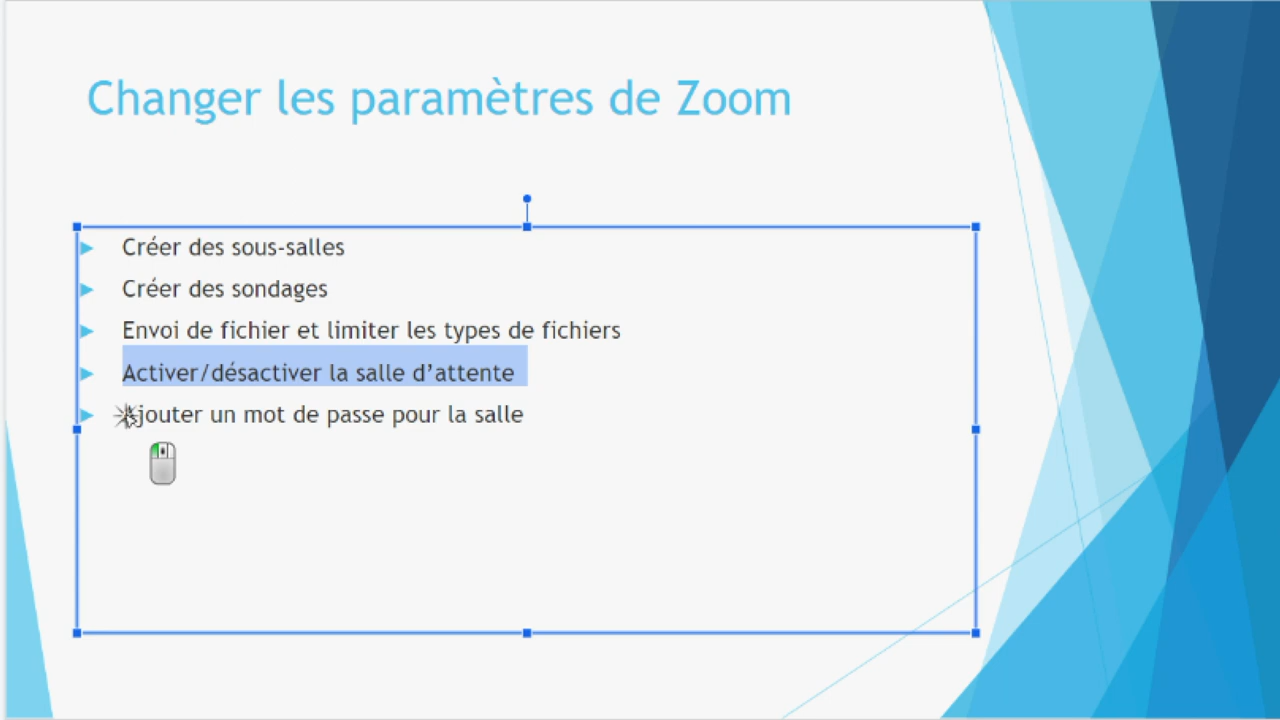 Changer les paramètres de Zoom
Créer des sous-salles
Créer des sondages
Envoi de fichier et limiter les types de fichiers
Activer/désactiver la salle d’attente
Ajouter un mot de passe pour la salle